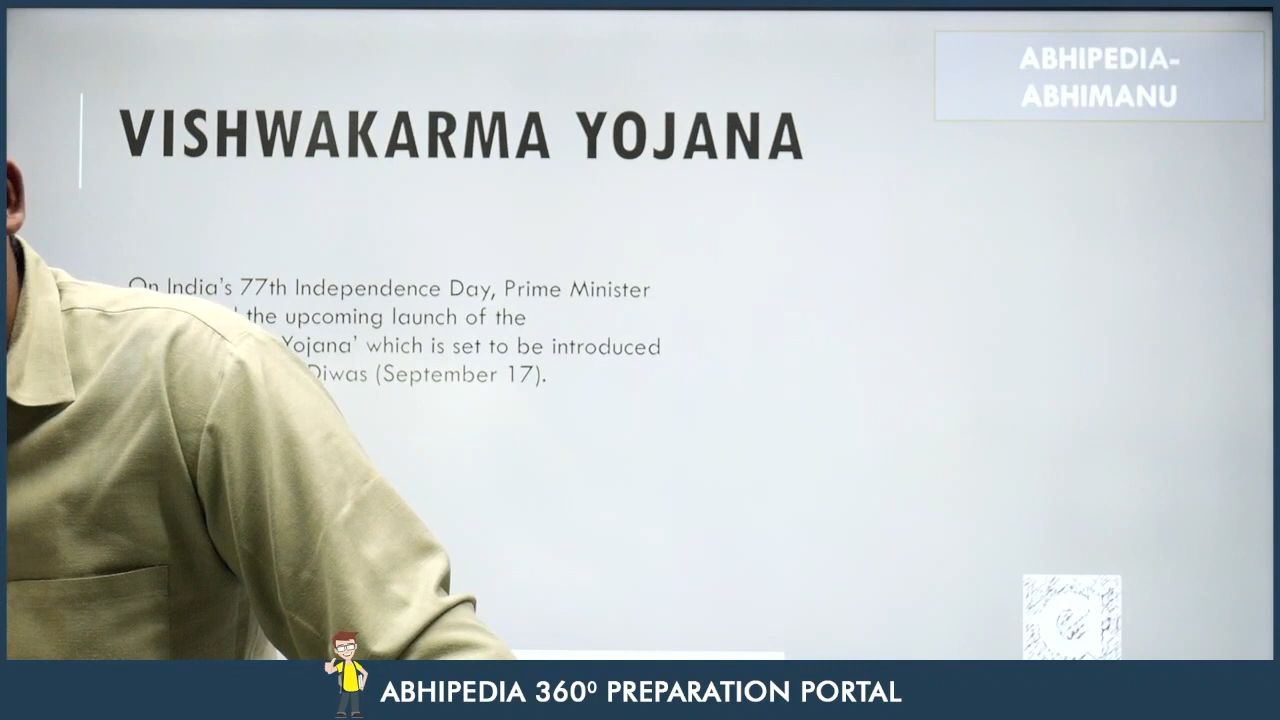 ABHIPEDIA-
ABHIMANU
VISHWAKARMA YOJANA
On India's 77th Independence Day, Prime Minister
the upcoming launch of the
Yojana' which is set to be introduced
Diwas (September 17).
ABHIPEDIA 360⁰ PREPARATION PORTAL